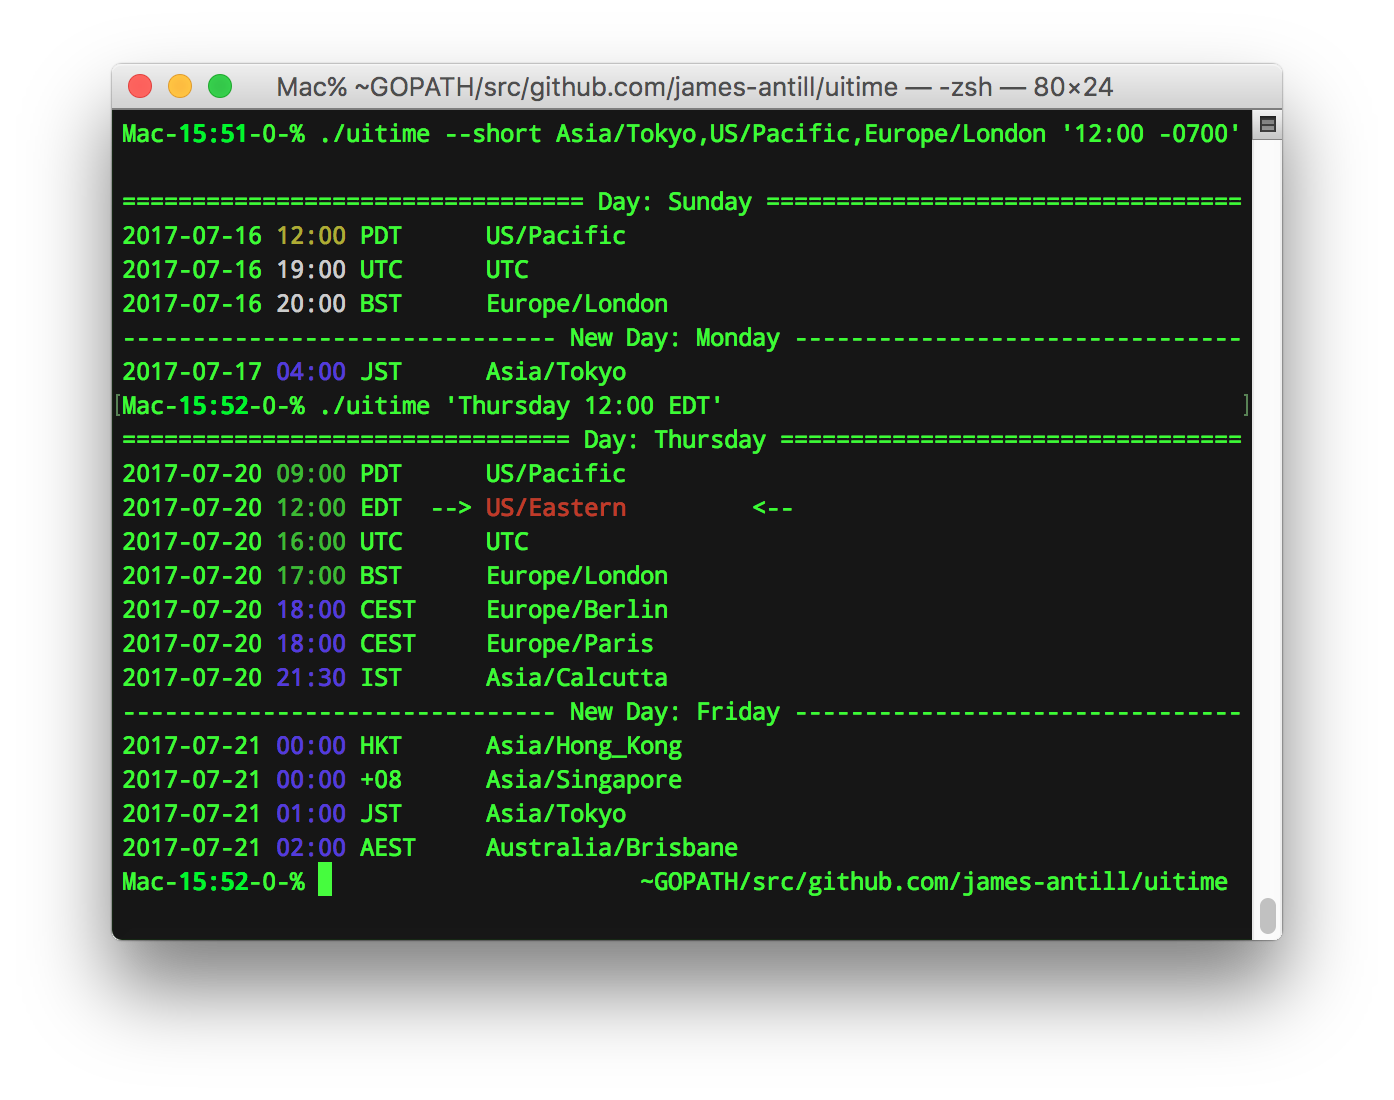 Mac% ~GOPATH/src/github.com/james-antill/uitime — -zsh — 80×24
Mac-15:51-0-% ./uitime --short Asia/Tokyo,US/Pacific,Europe/London '12:00 -0700'
================================= Day: Sunday ==================================
2017-07-16 12:00 PDT      US/Pacific
2017-07-16 19:00 UTC      UTC
2017-07-16 20:00 BST      Europe/London
------------------------------- New Day: Monday --------------------------------
2017-07-17 04:00 JST      Asia/Tokyo
[Mac-15:52-0-% ./uitime 'Thursday 12:00 EDT' ]
================================ Day: Thursday =================================
2017-07-20 09:00 PDT      US/Pacific
2017-07-20 12:00 EDT  --> US/Eastern         <--
2017-07-20 16:00 UTC      UTC
2017-07-20 17:00 BST      Europe/London
2017-07-20 18:00 CEST     Europe/Berlin
2017-07-20 18:00 CEST     Europe/Paris
2017-07-20 21:30 IST      Asia/Calcutta
------------------------------- New Day: Friday --------------------------------
2017-07-21 00:00 HKT      Asia/Hong_Kong
2017-07-21 00:00 +08      Asia/Singapore
2017-07-21 01:00 JST      Asia/Tokyo
2017-07-21 02:00 AEST     Australia/Brisbane
Mac-15:52-0-%                        ~GOPATH/src/github.com/james-antill/uitime